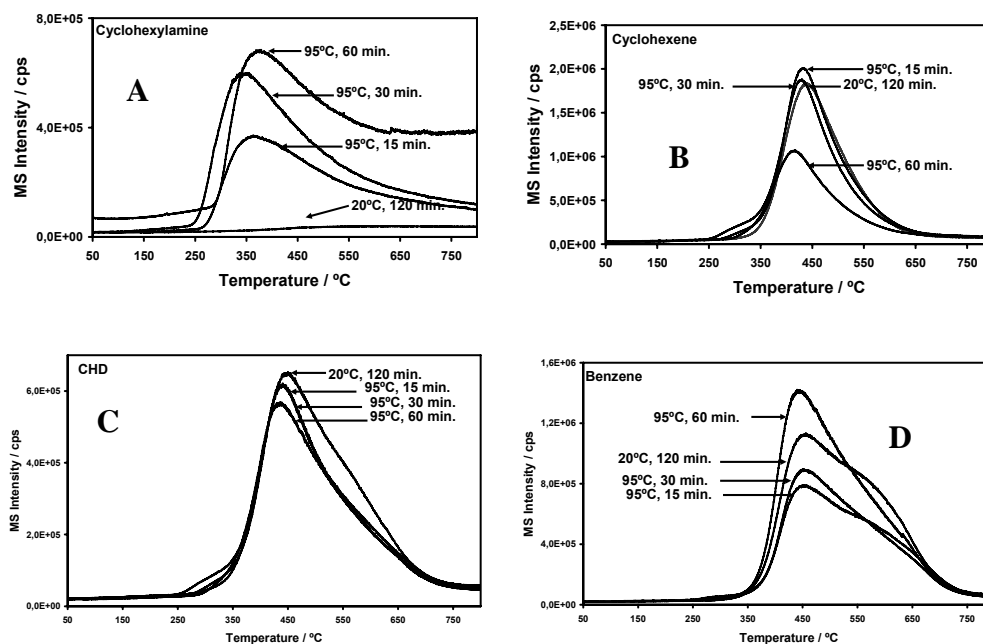 Cyclohexylamine
A
8,0E+05
4,0E+05
0,0E+00
MS Intensity / cps
95ºC, 60 min.
95ºC, 30 min.
95ºC, 15 min.
20ºC, 120 min.
50 150 250 350 450 550 650 750
Temperature / ºC
Cyclohexene
B
2,5E+06
2,0E+06
1,5E+06
1,0E+06
5,0E+05
0,0E+00
MS Intensity / cps
95ºC, 15 min.
95ºC, 30 min.
20ºC, 120 min.
95ºC, 60 min.
50 150 250 350 450 550 650 750
Temperature / ºC
CHD
C
6,0E+05
4,0E+05
2,0E+05
0,0E+00
MS Intensity / cps
20ºC, 120 min.
95ºC, 15 min.
95ºC, 30 min.
95ºC, 60 min.
50 150 250 350 450 550 650 750
Temperature / ºC
Benzene
D
1,6E+06
1,2E+06
8,0E+05
4,0E+05
0,0E+00
MS Intensity / cps
95ºC, 60 min.
20ºC, 120 min.
95ºC, 30 min.
95ºC, 15 min.
50 150 250 350 450 550 650 750
Temperature / ºC